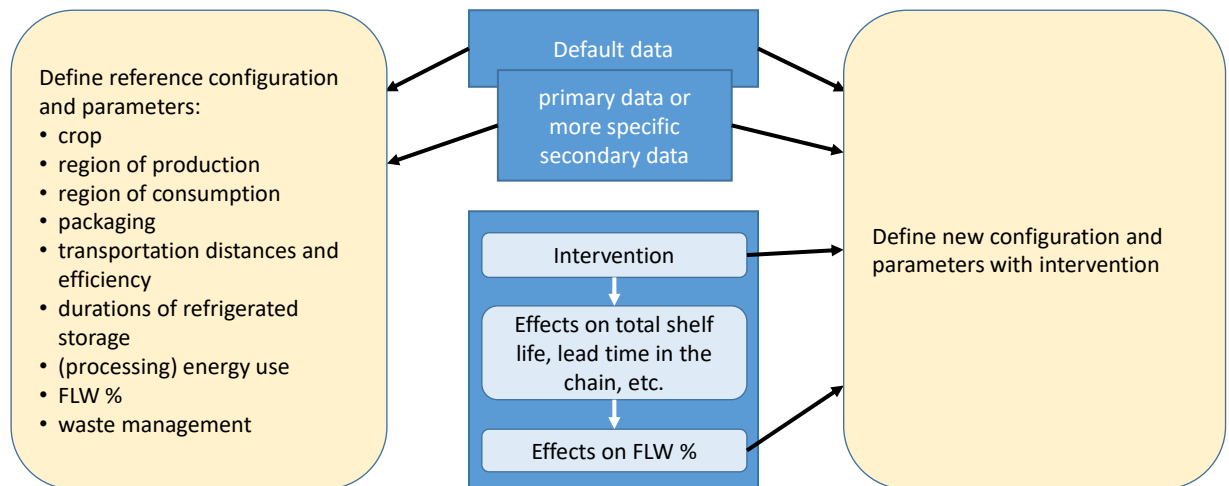 Define reference configuration
and parameters:
• crop
• region of production
• region of consumption
• packaging
• transportation distances and
efficiency
• durations of refrigerated
storage
• (processing) energy use
• FLW %
• waste management
Default data
primary data or
more specific
secondary data
Intervention
Effects on total shelf
life, lead time in the
chain, etc.
Effects on FLW %
Define new configuration and
parameters with intervention